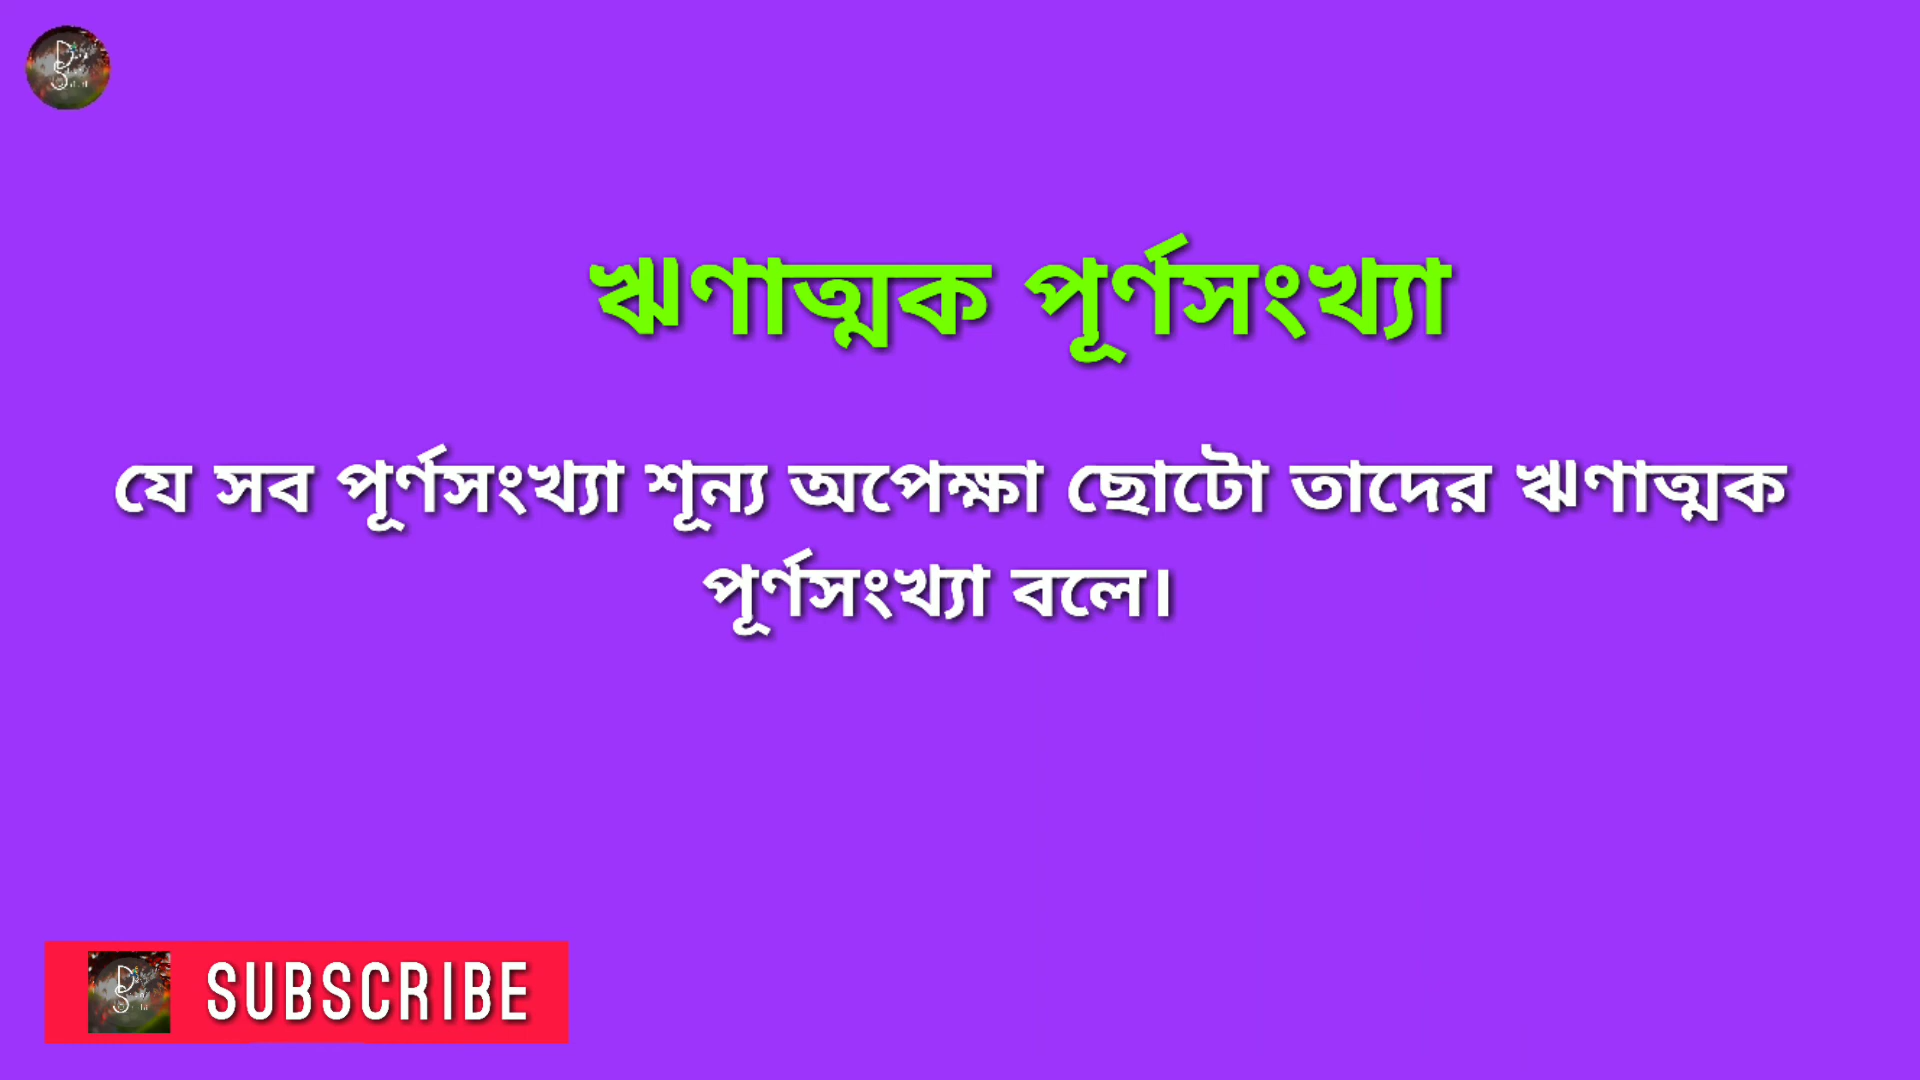 ঋণাত্মক পূর্ণসংখ্যা
যে সব পূর্ণসংখ্যা শূন্য অপেক্ষা ছোটো তাদের ঋণাত্মক
পূর্ণসংখ্যা বলে।
SUBSCRIBE